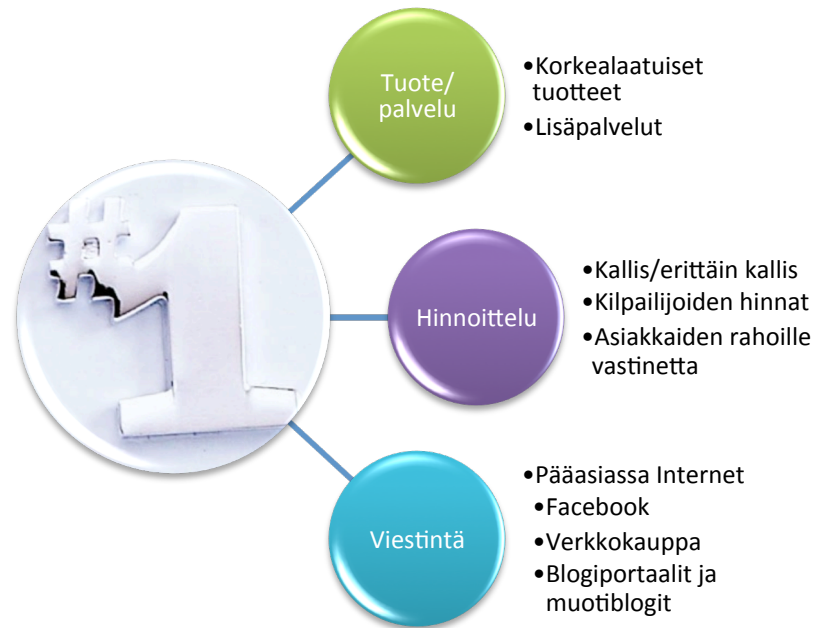 #1
Tuote/
palvelu
•Korkealaatuiset
tuotteet
•Lisäpalvelut
Hinnoittelu
•Kallis/erittäin kallis
•Kilpailijoiden hinnat
•Asiakkaiden rahoille
vastinetta
Viestintä
•Pääasiassa Internet
•Facebook
•Verkkokauppa
•Blogiportaalit ja
muotiblogit